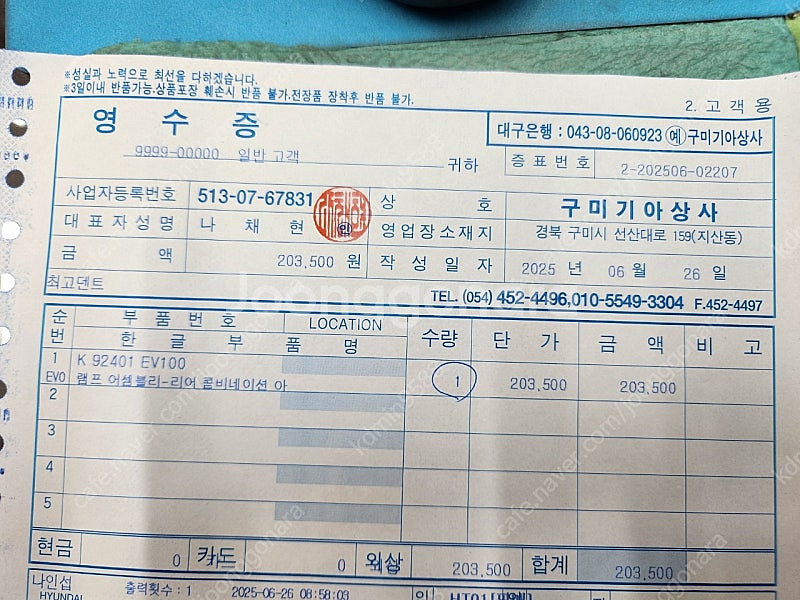 ※성실과 노력으로 최선을 다하겠습니다.
※3일이내 반품가능.상품포장 훼손시 반품 불가.전장품 장착후 반품 불가.
2. 고 객 용
영 수 증
대구은행 : 043-08-060923 예 구미기아상사
9999-00000 일반 고객 귀하
증 표 번 호 2-202506-02207
사업자등록번호 513-07-67831 상 호 구 미 기 아 상 사
대 표 자 성 명 나 채 현 인 영업장소재지 경북 구미시 선산대로 159(지산동)
금 액 203,500 원 작 성 일 자 2025 년 06 월 26 일
최고덴트
TEL. (054) 452-4496,010-5549-3304 F.452-4497
순번 부 품 번 호 LOCATION 수량 단 가 금 액 비 고
한 글 부 품 명
1 K 92401 EV100
EV0 램프 어셈블리-리어 콤비네이션 아 1 203,500 203,500
2
3
4
5
현금 0 카드 0 외상 203,500 합계 203,500
나인섭 출력횟수 : 1 2025-06-26 08:58:03
HYUNDAI
joonggonara
cafe.naver.com/joonggonara